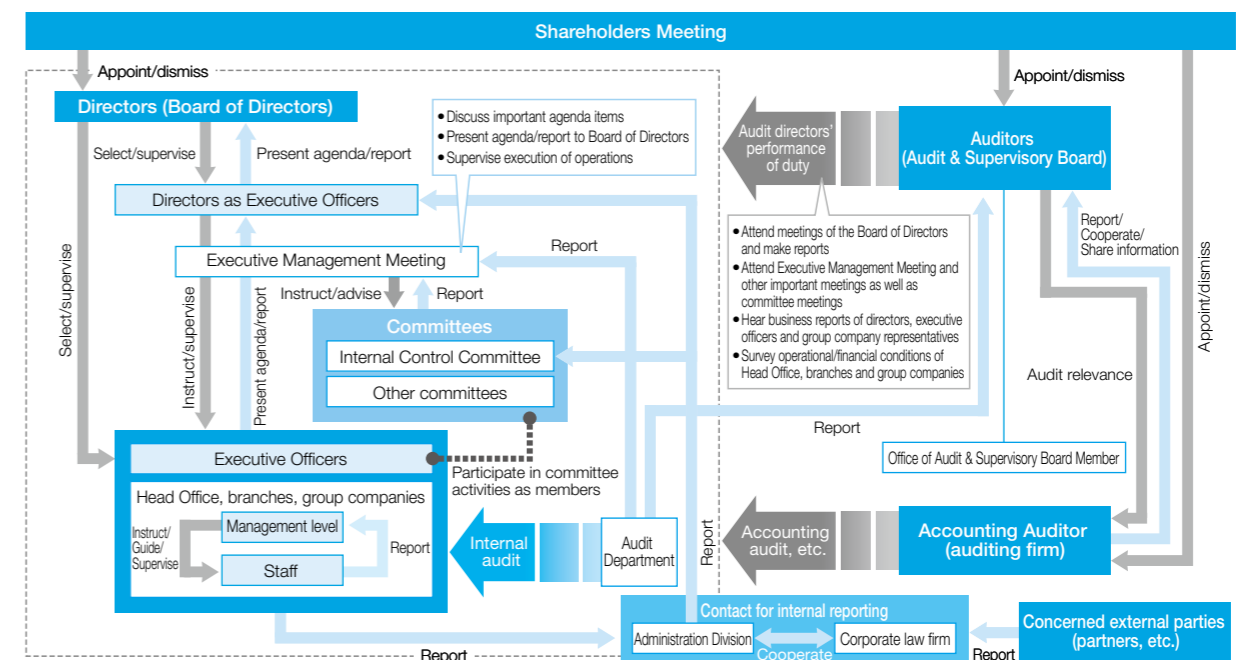 Shareholders Meeting
Appoint/dismiss
Appoint/dismiss
Directors (Board of Directors)
Select/supervise
Present agenda/report
• Discuss important agenda items
• Present agenda/report to Board of Directors
• Supervise execution of operations
Audit directors'
performance
of duty
Auditors
(Audit & Supervisory Board)
Directors as Executive Officers
Executive Management Meeting
Report
Instruct/advise
Report
Select/supervise
Instruct/supervise
Present agenda/report
Committees
Internal Control Committee
Other committees
• Attend meetings of the Board of Directors
and make reports
• Attend Executive Management Meeting and
other important meetings as well as
committee meetings
• Hear business reports of directors, executive
officers and group company representatives
• Survey operational/financial conditions of
Head Office, branches and group companies
Report/
Cooperate/
Share information
Appoint/dismiss
Audit relevance
Report
Office of Audit & Supervisory Board Member
Executive Officers
Participate in committee
activities as members
Head Office, branches, group companies
Instruct/
Guide/
Supervise
Management level
Staff
Report
Internal
audit
Audit
Department
Report
Accounting
audit, etc.
Accounting Auditor
(auditing firm)
Contact for internal reporting
Administration Division
Cooperate
Corporate law firm
Concerned external parties
(partners, etc.)
Report
Report